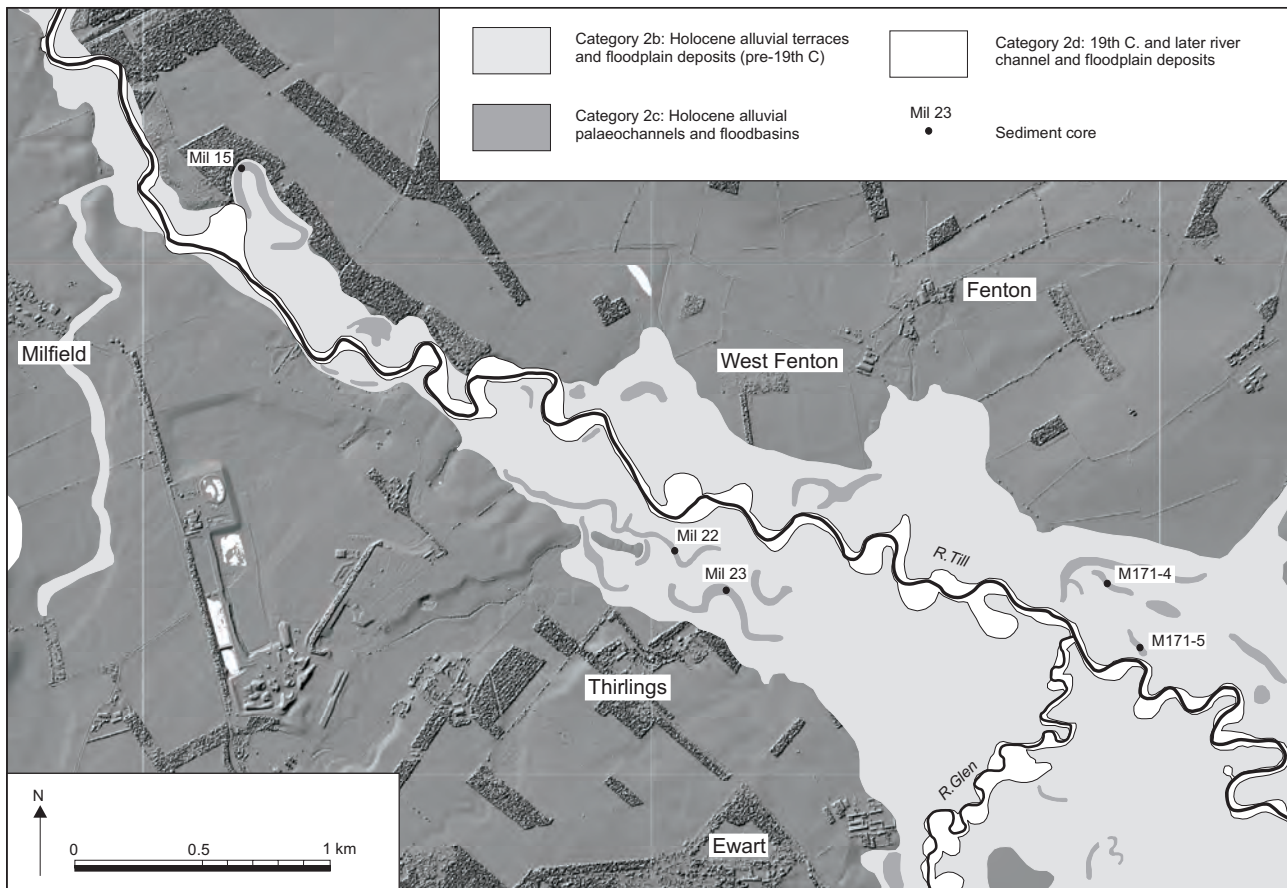 Category 2b: Holocene alluvial terraces
and floodplain deposits (pre-19th C)
Category 2c: Holocene alluvial
palaeochannels and floodbasins
Category 2d: 19th C. and later river
channel and floodplain deposits
Mil 23
Sediment core
Mil 15
Fenton
Milfield
West Fenton
Mil 22
R.Till
Mil 23
M171-4
M171-5
Thirlings
R.Glen
Ewart
N
0 0.5 1 km